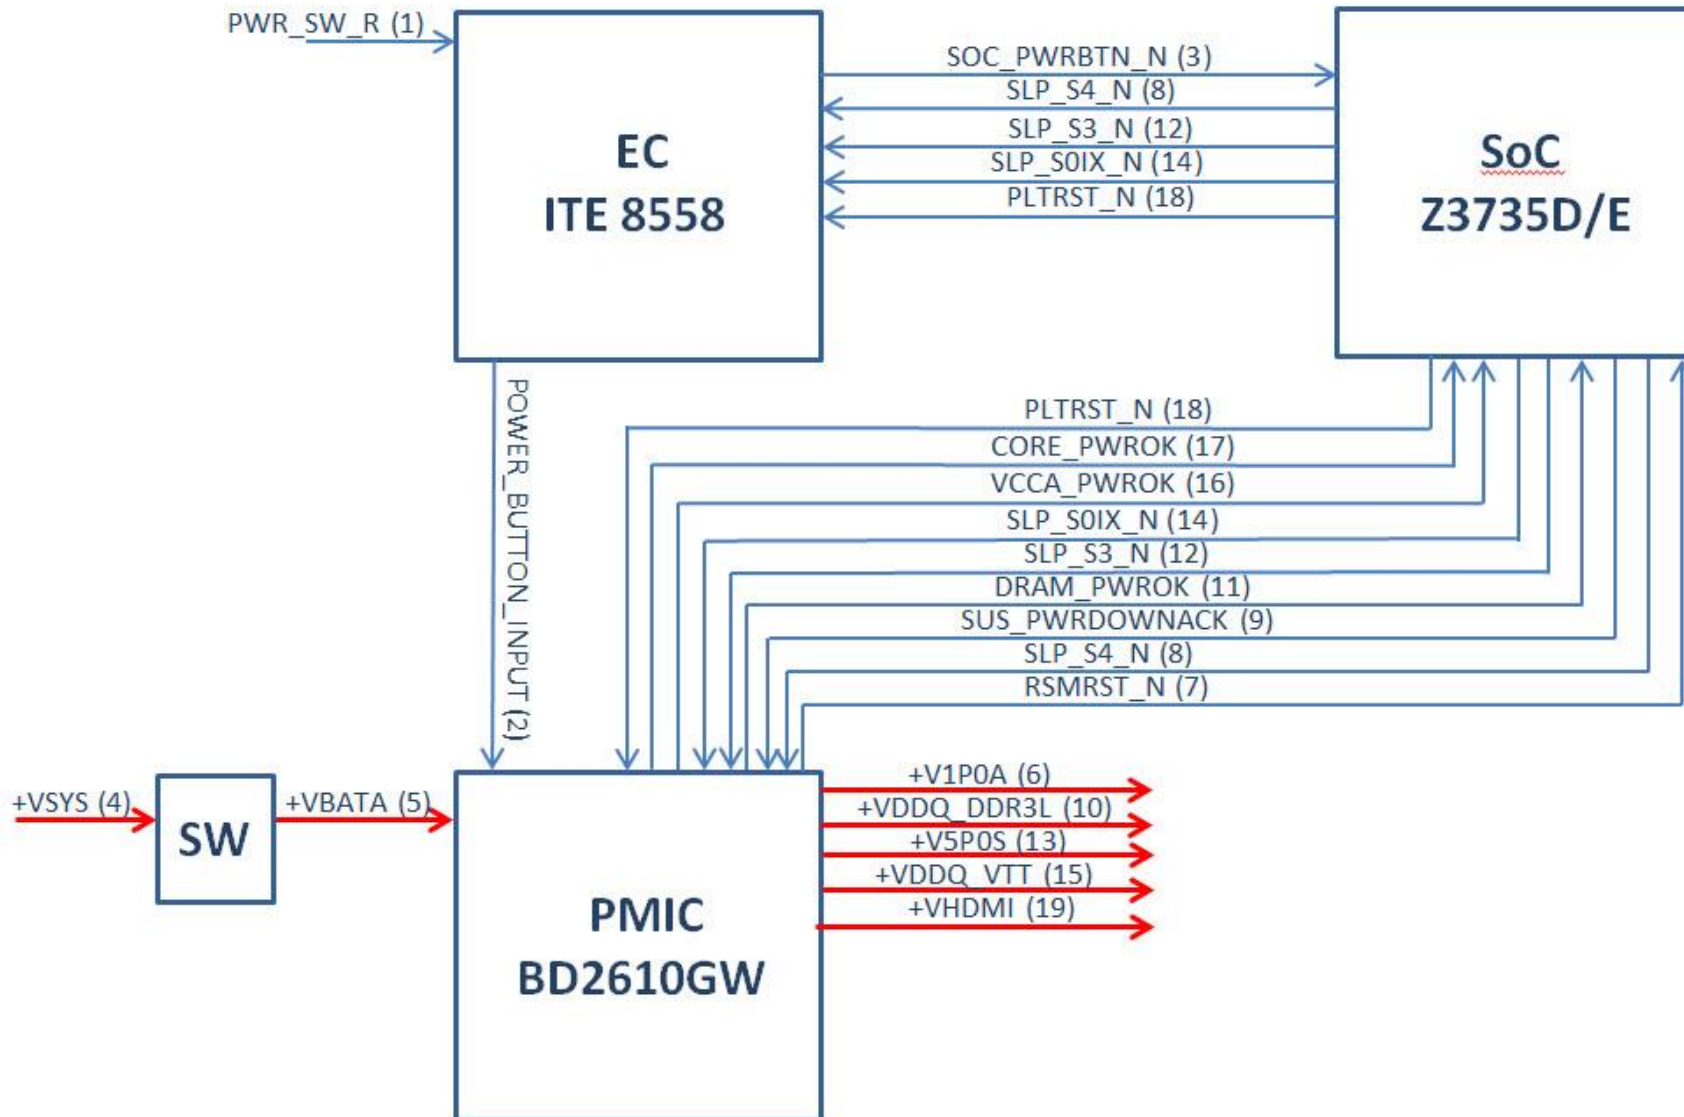 PWR_SW_R (1)
EC
ITE 8558
SOC_PWRBTN_N (3)
SLP_S4_N (8)
SLP_S3_N (12)
SLP_S0IX_N (14)
PLTRST_N (18)
SoC
Z3735D/E
POWER_BUTTON_INPUT (2)
PLTRST_N (18)
CORE_PWROK (17)
VCCA_PWROK (16)
SLP_S0IX_N (14)
SLP_S3_N (12)
DRAM_PWROK (11)
SUS_PWRDOWNACK (9)
SLP_S4_N (8)
RSMRST_N (7)
+VSYS (4)
SW
+VBATA (5)
PMIC
BD2610GW
+V1P0A (6)
+VDDQ_DDR3L (10)
+V5P0S (13)
+VDDQ_VTT (15)
+VHDMI (19)